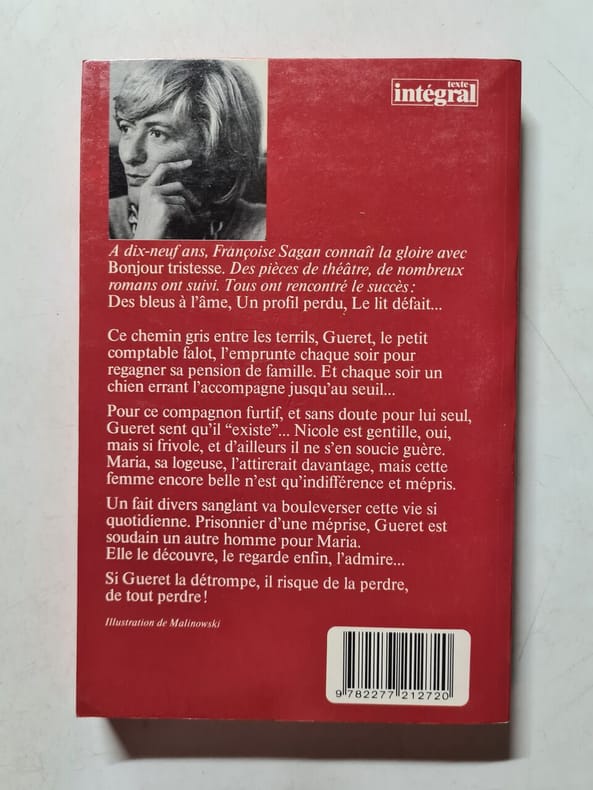 texte
intégral
A dix-neuf ans, Françoise Sagan connaît la gloire avec
Bonjour tristesse. Des pièces de théâtre, de nombreux
romans ont suivi. Tous ont rencontré le succès :
Des bleus à l'âme, Un profil perdu, Le lit défait...
Ce chemin gris entre les terrils, Gueret, le petit
comptable falot, l'emprunte chaque soir pour
regagner sa pension de famille. Et chaque soir un
chien errant l'accompagne jusqu'au seuil...
Pour ce compagnon furtif, et sans doute pour lui seul,
Gueret sent qu'il "existe"... Nicole est gentille, oui,
mais si frivole, et d'ailleurs il ne s'en soucie guère.
Maria, sa logeuse, l'attirerait davantage, mais cette
femme encore belle n'est qu'indifférence et mépris.
Un fait divers sanglant va bouleverser cette vie si
quotidienne. Prisonnier d'une méprise, Gueret est
soudain un autre homme pour Maria.
Elle le découvre, le regarde enfin, l'admire...
Si Gueret la détrompe, il risque de la perdre,
de tout perdre !
Illustration de Malinowski
9 782277 212720